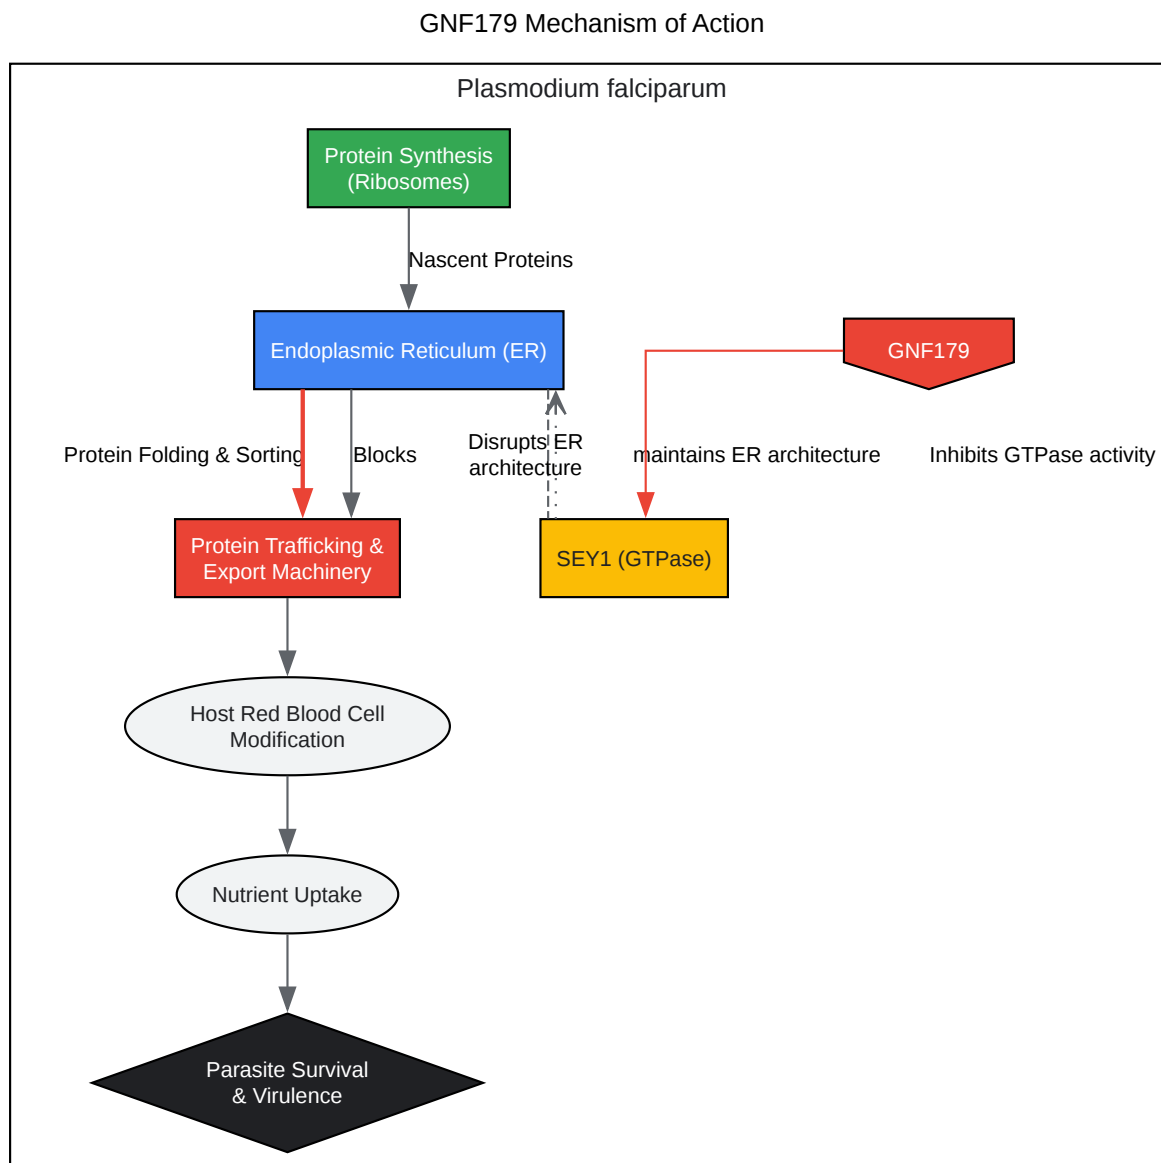 GNF179 Mechanism of Action
Plasmodium falciparum
Protein Synthesis
(Ribosomes)
Nascent Proteins
Endoplasmic Reticulum (ER)
GNF179
Protein Folding & Sorting
Blocks
Disrupts ER
architecture
maintains ER architecture
Inhibits GTPase activity
Protein Trafficking &
Export Machinery
SEY1 (GTPase)
Host Red Blood Cell
Modification
Nutrient Uptake
Parasite Survival
& Virulence